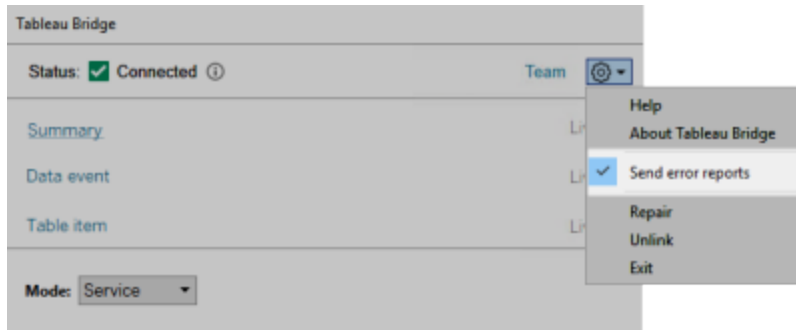 Tableau Bridge
Status: Connected
Team
Help
About Tableau Bridge
Summary
Send error reports
Data event
Repair
Table item
Unlink
Exit
Mode: Service